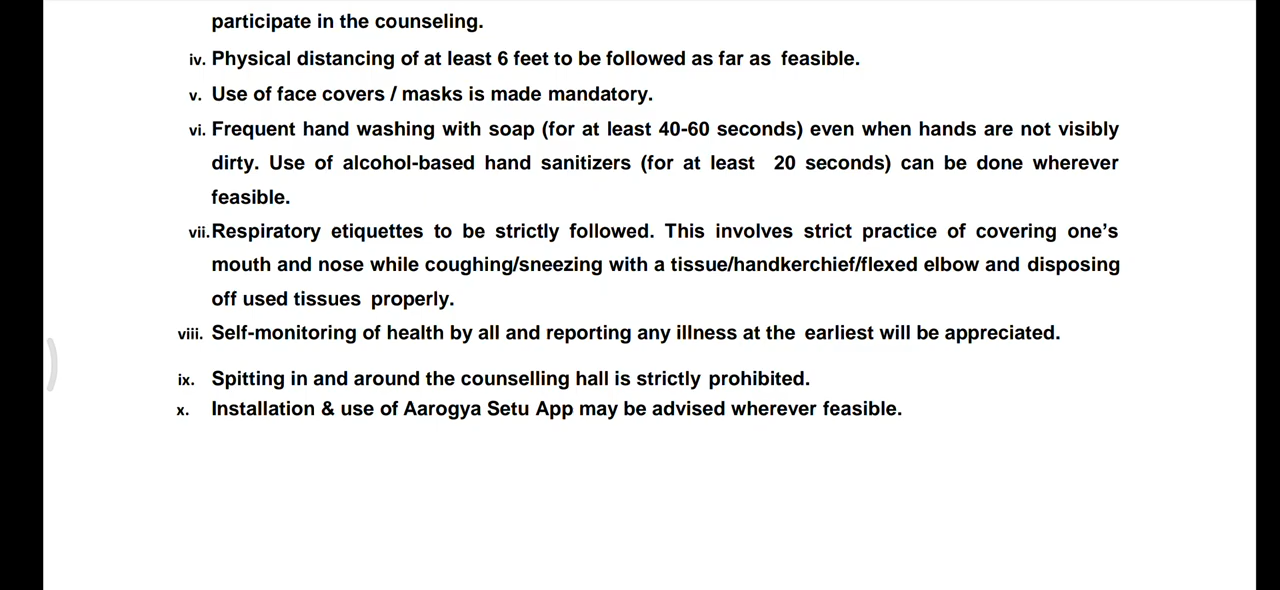 participate in the counseling.
iv. Physical distancing of at least 6 feet to be followed as far as feasible.
v. Use of face covers / masks is made mandatory.
vi. Frequent hand washing with soap (for at least 40-60 seconds) even when hands are not visibly
dirty. Use of alcohol-based hand sanitizers (for at least 20 seconds) can be done wherever
feasible.
vii. Respiratory etiquettes to be strictly followed. This involves strict practice of covering one’s
mouth and nose while coughing/sneezing with a tissue/handkerchief/flexed elbow and disposing
off used tissues properly.
viii. Self-monitoring of health by all and reporting any illness at the earliest will be appreciated.
ix. Spitting in and around the counselling hall is strictly prohibited.
x. Installation & use of Aarogya Setu App may be advised wherever feasible.